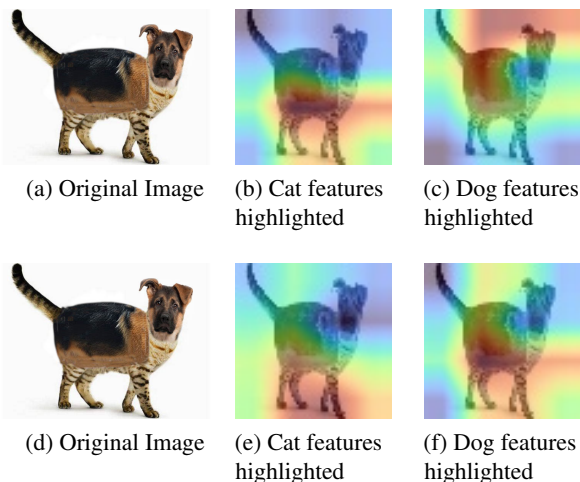 (a) Original Image
(b) Cat features
highlighted
(c) Dog features
highlighted
(d) Original Image
(e) Cat features
highlighted
(f) Dog features
highlighted